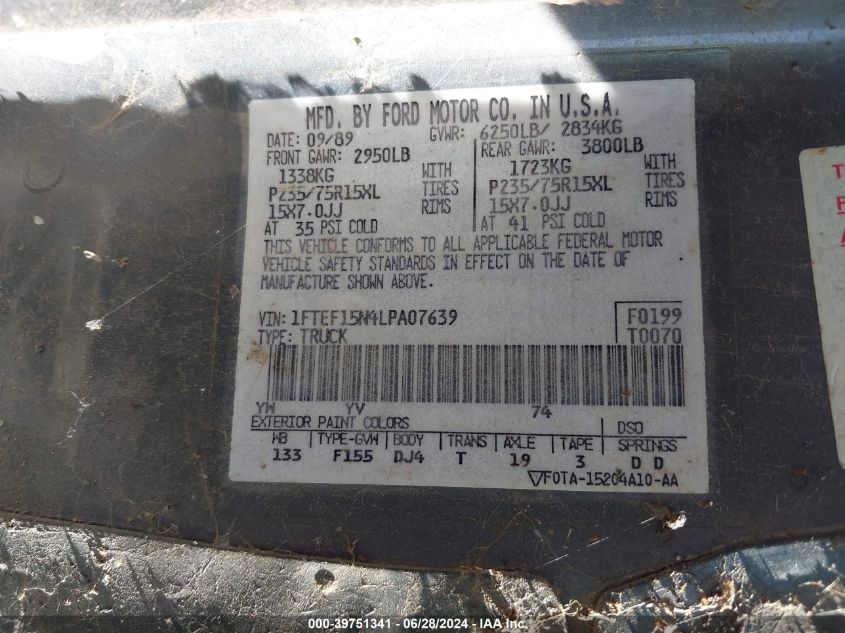 MFD. BY FORD MOTOR CO. IN U.S.A.
DATE: 09/89 GVWR: 6250LB/ 2834KG
FRONT GAWR: 2950LB REAR GAWR: 3800LB
1338KG WITH 1723KG WITH
P235/75R15XL TIRES P235/75R15XL TIRES
15X7.0JJ RIMS 15X7.0JJ RIMS
AT 35 PSI COLD AT 41 PSI COLD
THIS VEHICLE CONFORMS TO ALL APPLICABLE FEDERAL MOTOR
VEHICLE SAFETY STANDARDS IN EFFECT ON THE DATE OF
MANUFACTURE SHOWN ABOVE.
VIN: 1FTEF15N4LPA07639 F0199
TYPE: TRUCK T0070
YW YV 74
EXTERIOR PAINT COLORS DSO
WB TYPE-GVW BODY TRANS AXLE TAPE SPRINGS
133 F155 DJ4 T 19 3 D D
F0TA-15204A10-AA
000-39751341 - 06/28/2024 - IAA Inc.